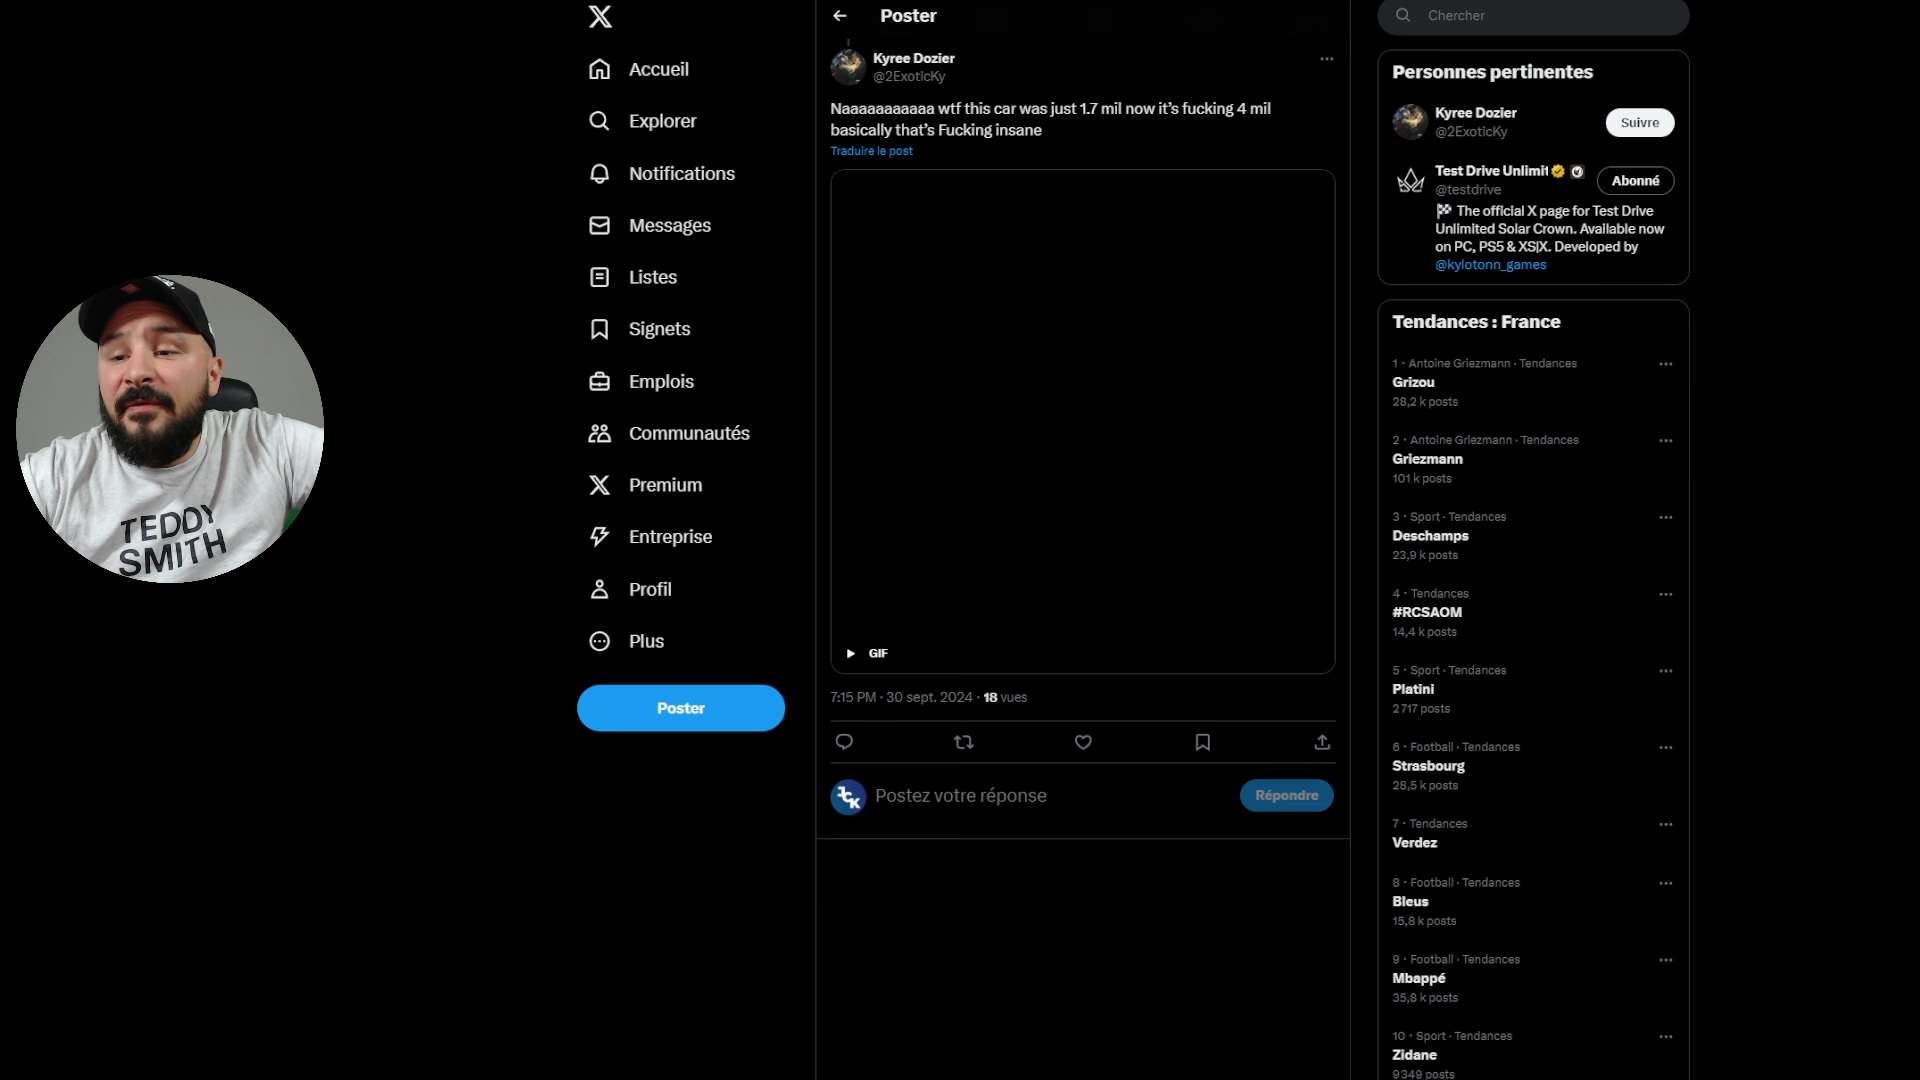 TEDDY
SMITH
Accueil
Explorer
Notifications
Messages
Listes
Signets
Emplois
Communautés
Premium
Entreprise
Profil
Plus
Poster
Poster
Kyree Dozier
@2ExoticKy
Naaaaaaaaaaa wtf this car was just 1.7 mil now it’s fucking 4 mil
basically that’s Fucking insane
Traduire le post
GIF
7:15 PM · 30 sept. 2024 · 18 vues
Postez votre réponse
Répondre
Chercher
Personnes pertinentes
Kyree Dozier
@2ExoticKy
Suivre
Test Drive Unlimit
@testdrive
Abonné
The official X page for Test Drive
Unlimited Solar Crown. Available now
on PC, PS5 & XS|X. Developed by
@kylotonn_games
Tendances : France
1 · Antoine Griezmann · Tendances
Grizou
28,2 k posts
2 · Antoine Griezmann · Tendances
Griezmann
101 k posts
3 · Sport · Tendances
Deschamps
23,9 k posts
4 · Tendances
#RCSAOM
14,4 k posts
5 · Sport · Tendances
Platini
2 717 posts
6 · Football · Tendances
Strasbourg
28,5 k posts
7 · Tendances
Verdez
8 · Football · Tendances
Bleus
15,8 k posts
9 · Football · Tendances
Mbappé
35,8 k posts
10 · Sport · Tendances
Zidane
9 349 posts